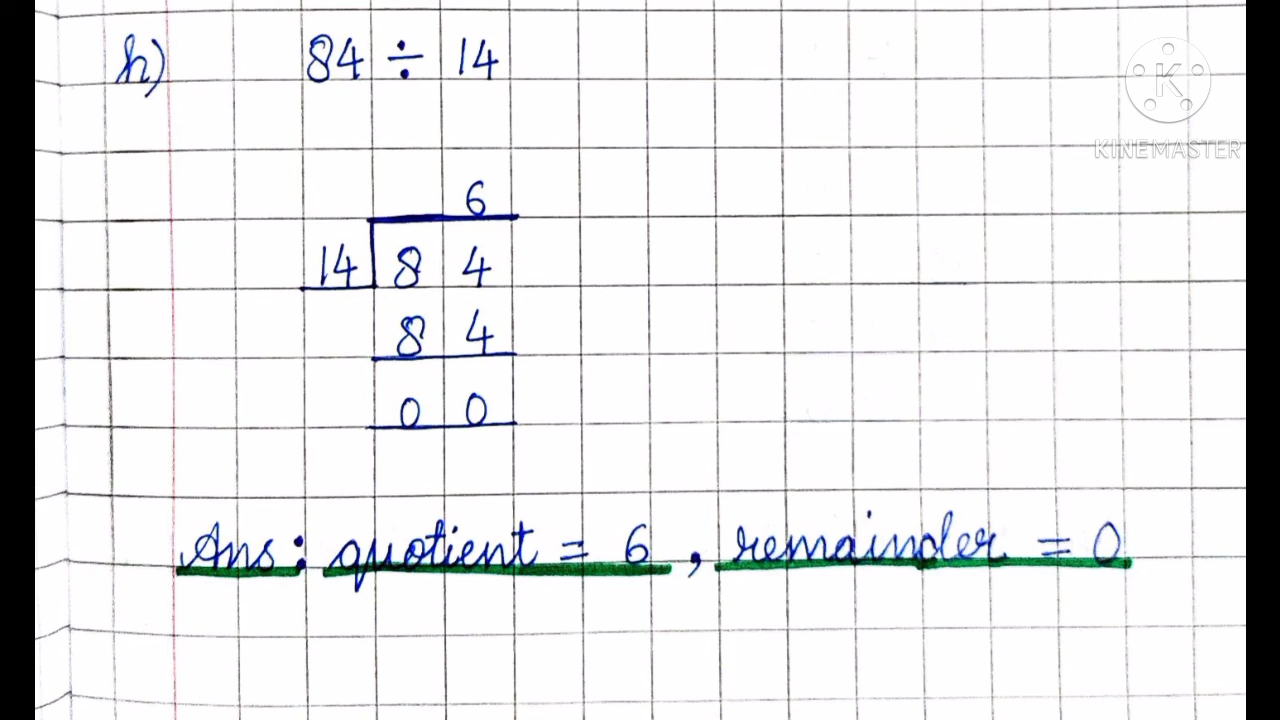 h) 84 ÷ 14
KINEMASTER
6
14 8 4
8 4
0 0
Ans: quotient = 6 , remainder = 0